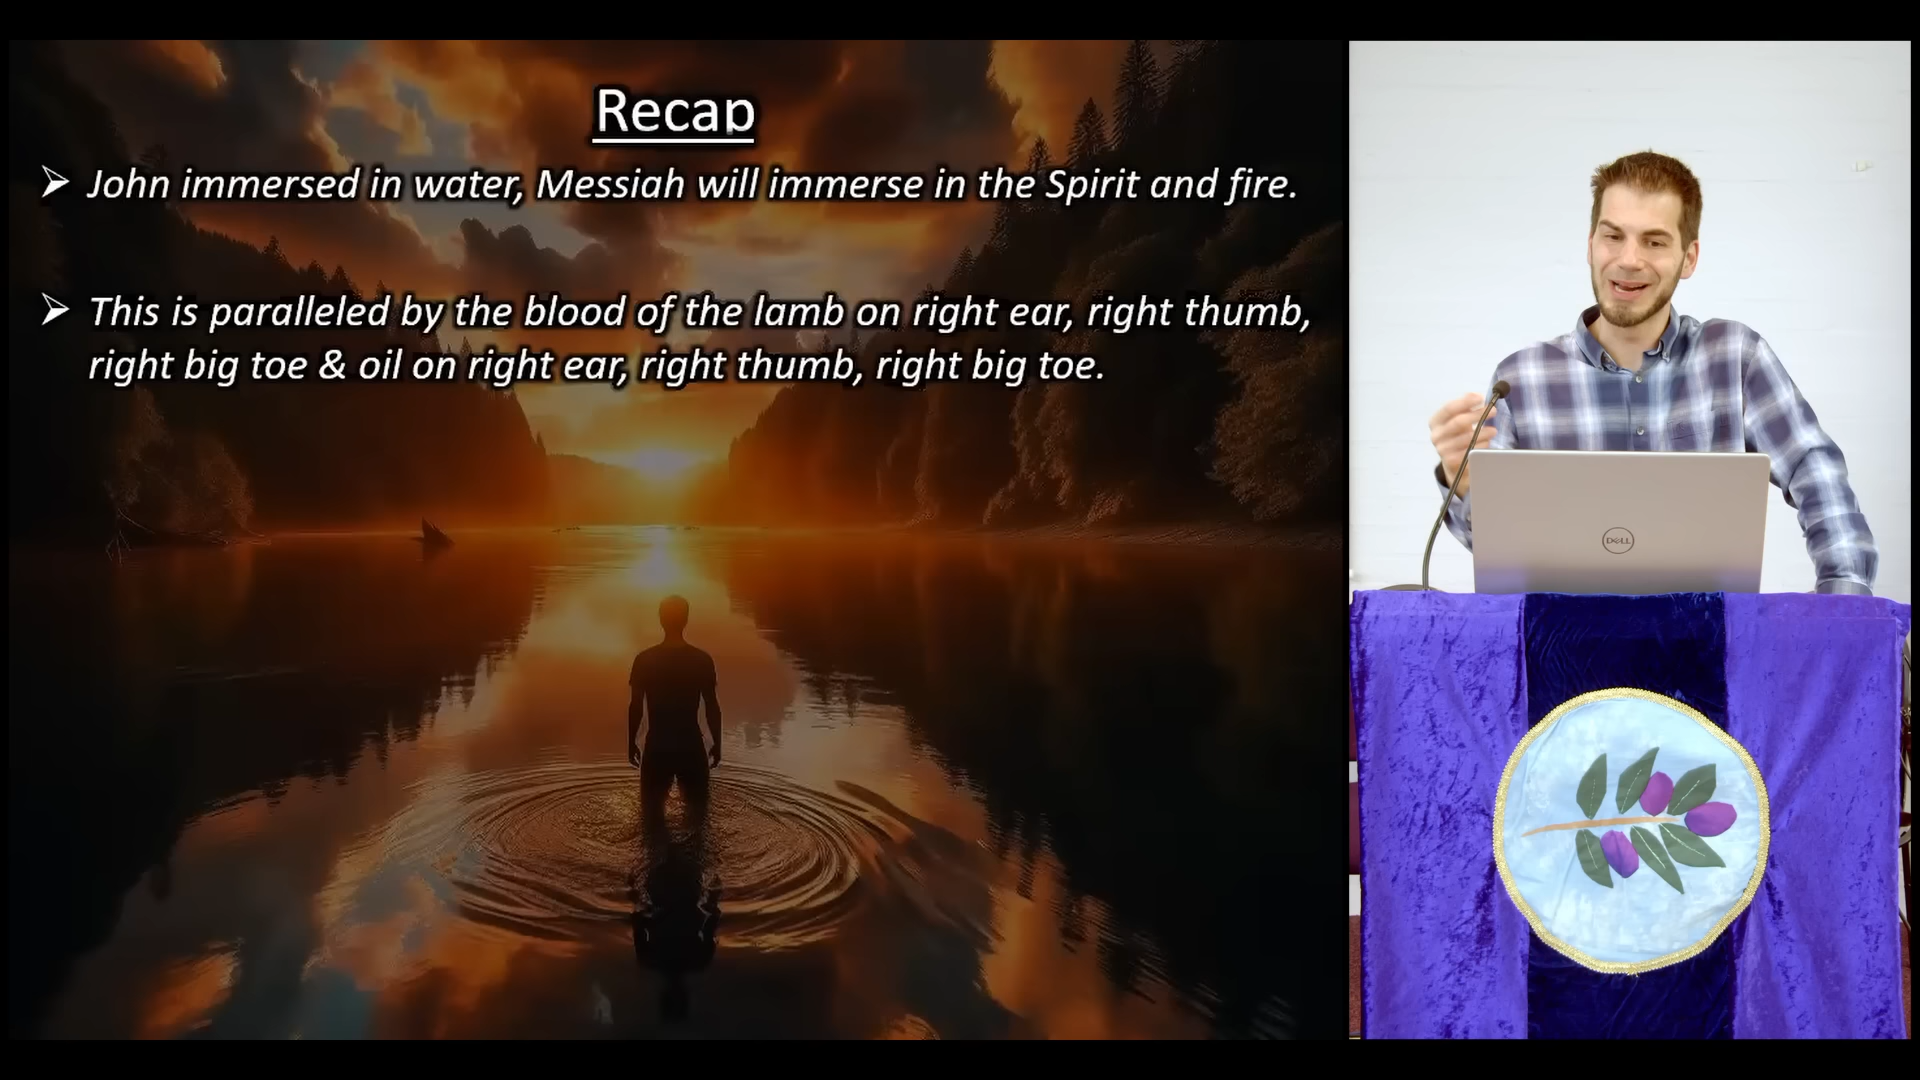 Recap
➢ John immersed in water, Messiah will immerse in the Spirit and fire.
➢ This is paralleled by the blood of the lamb on right ear, right thumb,
right big toe & oil on right ear, right thumb, right big toe.
DELL